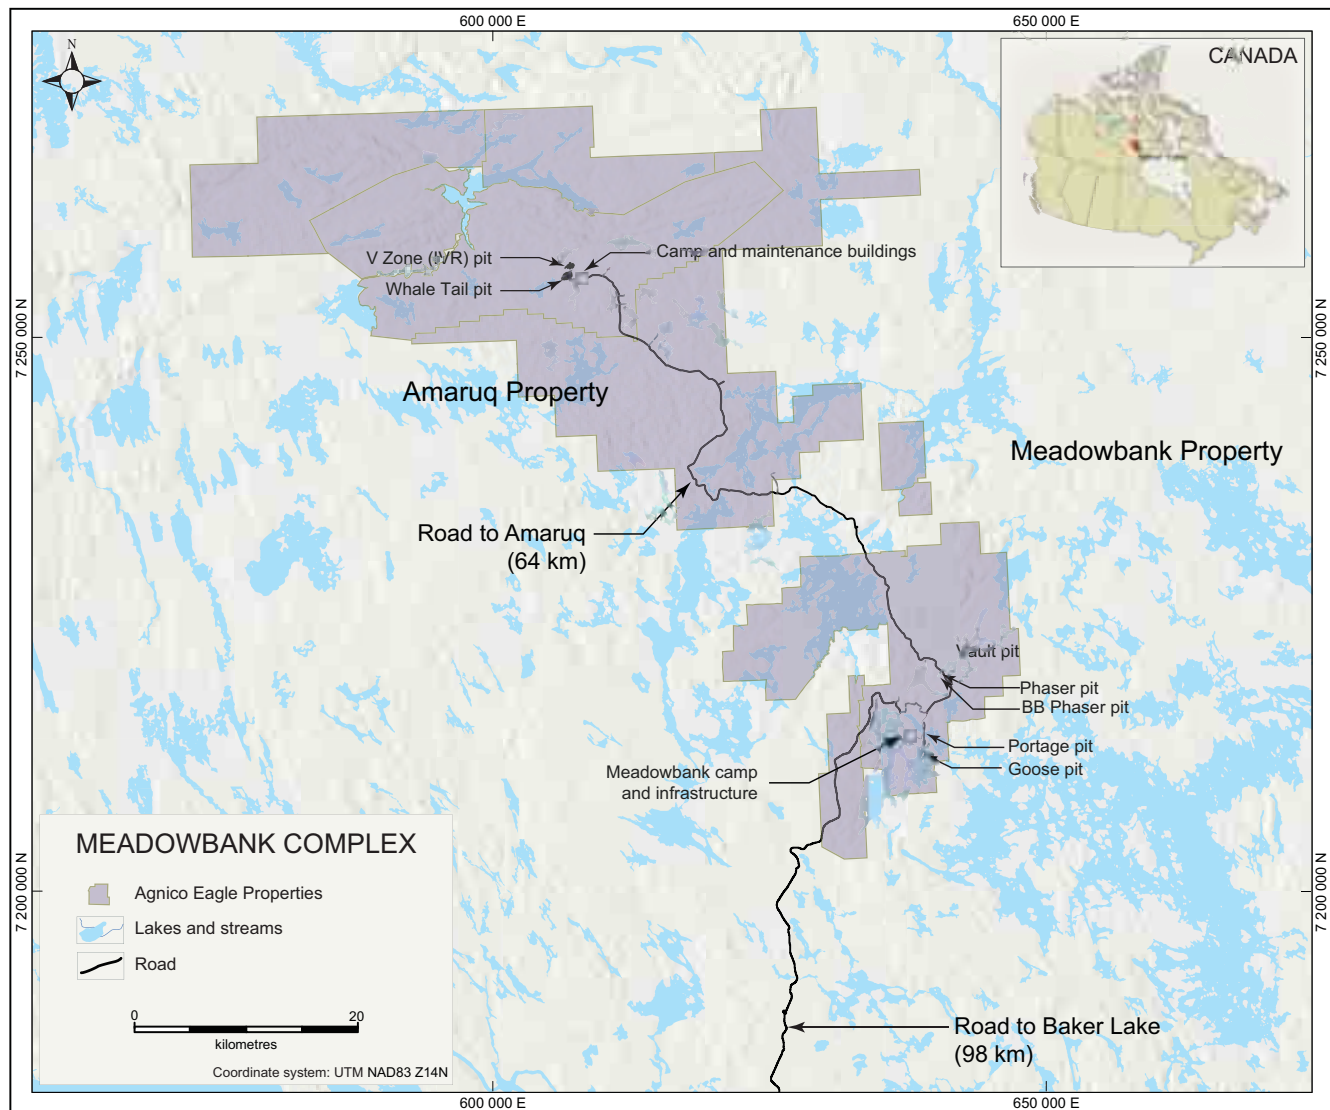 600 000 E
650 000 E
N
CANADA
7 250 000 N
7 250 000 N
V Zone (IVR) pit
Camp and maintenance buildings
Whale Tail pit
Amaruq Property
Meadowbank Property
Road to Amaruq
(64 km)
Vault pit
Phaser pit
BB Phaser pit
Portage pit
Goose pit
Meadowbank camp
and infrastructure
MEADOWBANK COMPLEX
Agnico Eagle Properties
Lakes and streams
Road
0
20
kilometres
Coordinate system: UTM NAD83 Z14N
7 200 000 N
7 200 000 N
Road to Baker Lake
(98 km)
600 000 E
650 000 E